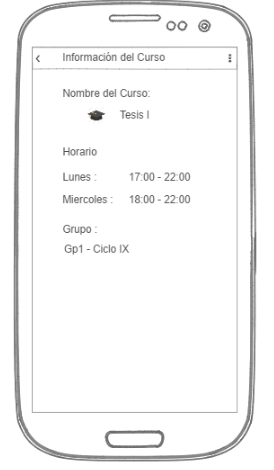 Información del Curso
Nombre del Curso:
Tesis I
Horario
Lunes : 17:00 - 22:00
Miercoles : 18:00 - 22:00
Grupo :
Gp1 - Ciclo IX